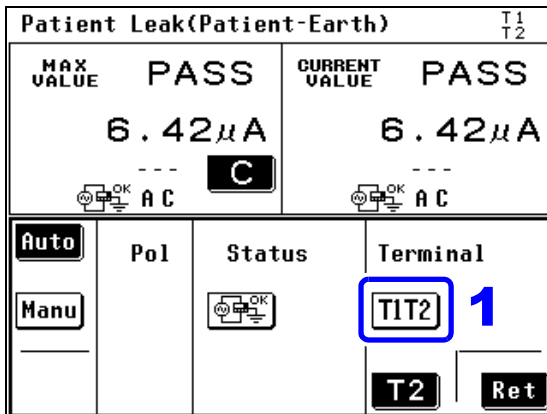 Patient Leak(Patient-Earth)
T1
T2
MAX VALUE
PASS
6.42μA
---
C
OK
AC
CURRENT VALUE
PASS
6.42μA
---
OK
AC
Auto
Pol
Status
Terminal
Manu
OK
T1T2
1
T2
Ret